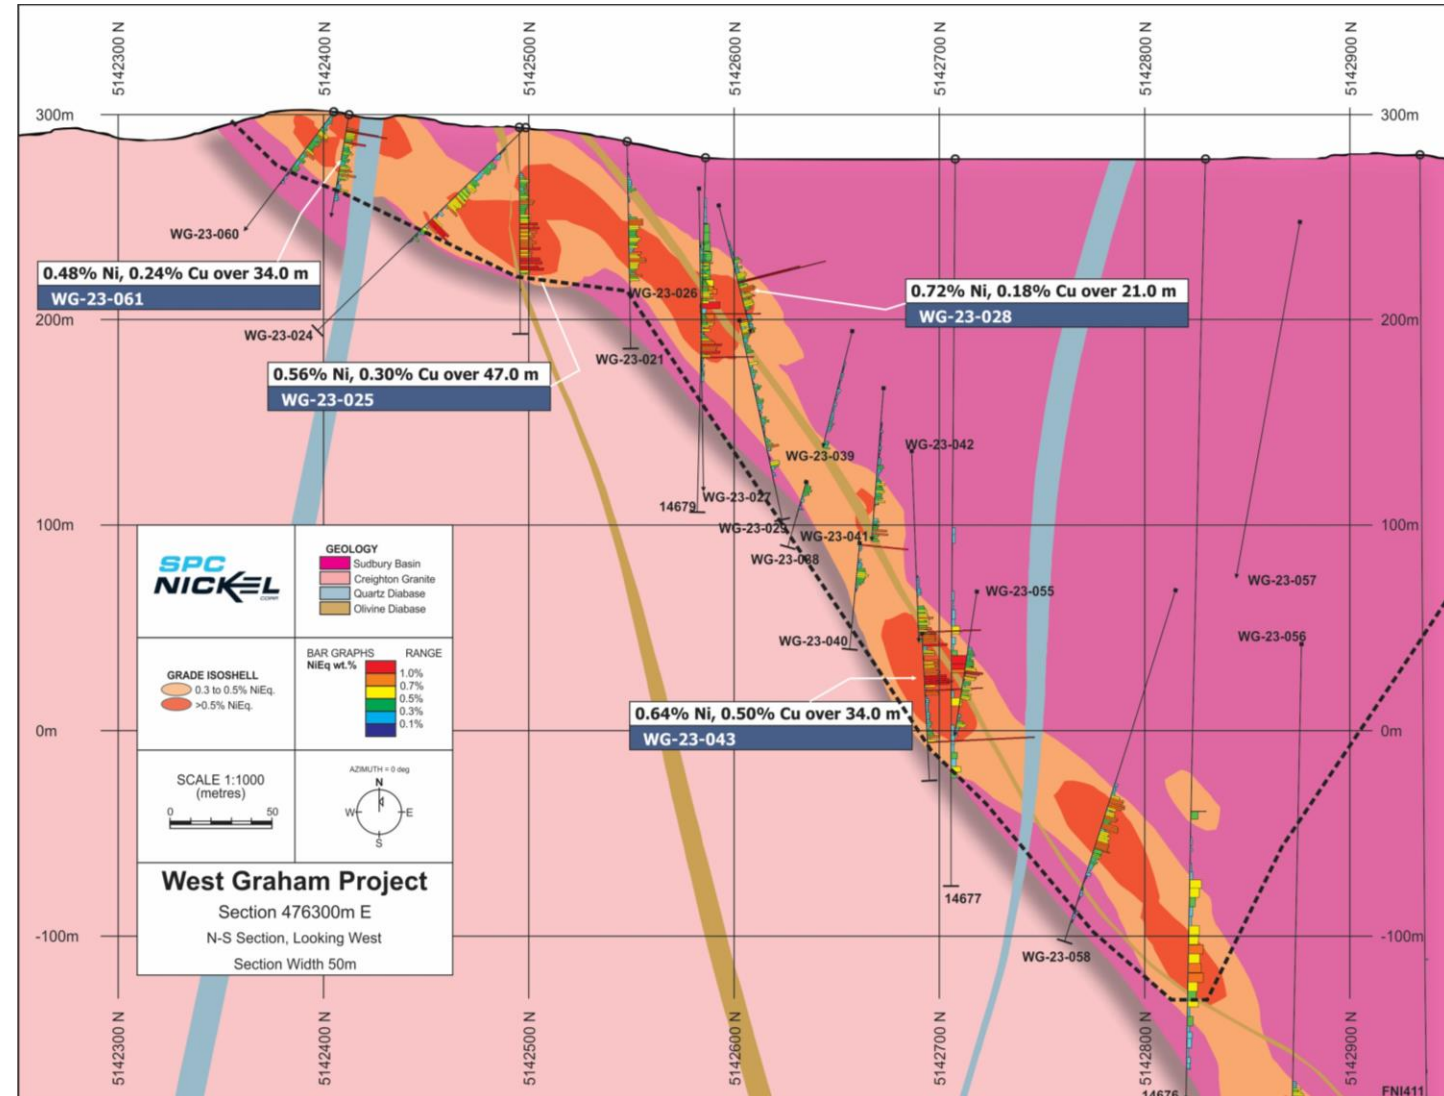 5142300 N
5142400 N
5142500 N
5142600 N
5142700 N
5142800 N
5142900 N
300m
300m
WG-23-060
0.48% Ni, 0.24% Cu over 34.0 m
WG-23-061
0.72% Ni, 0.18% Cu over 21.0 m
WG-23-028
WG-23-026
200m
200m
WG-23-024
WG-23-021
0.56% Ni, 0.30% Cu over 47.0 m
WG-23-025
WG-23-042
WG-23-039
WG-23-027
14679
100m
100m
WG-23-041
WG-23-038
WG-23-057
WG-23-055
WG-23-056
WG-23-040
0.64% Ni, 0.50% Cu over 34.0 m
WG-23-043
0m
0m
14677
-100m
-100m
WG-23-058
SPC
NICKEL
CORP.
GEOLOGY
Sudbury Basin
Creighton Granite
Quartz Diabase
Olivine Diabase
GRADE ISOSHELL
0.3 to 0.5% NiEq.
>0.5% NiEq.
BAR GRAPHS RANGE
NiEq wt.%
1.0%
0.7%
0.5%
0.3%
0.1%
SCALE 1:1000
(metres)
0 50
AZIMUTH = 0 deg
N
W E
S
West Graham Project
Section 476300m E
N-S Section, Looking West
Section Width 50m
5142300 N
5142400 N
5142500 N
5142600 N
5142700 N
5142800 N
5142900 N
14676
FNI411